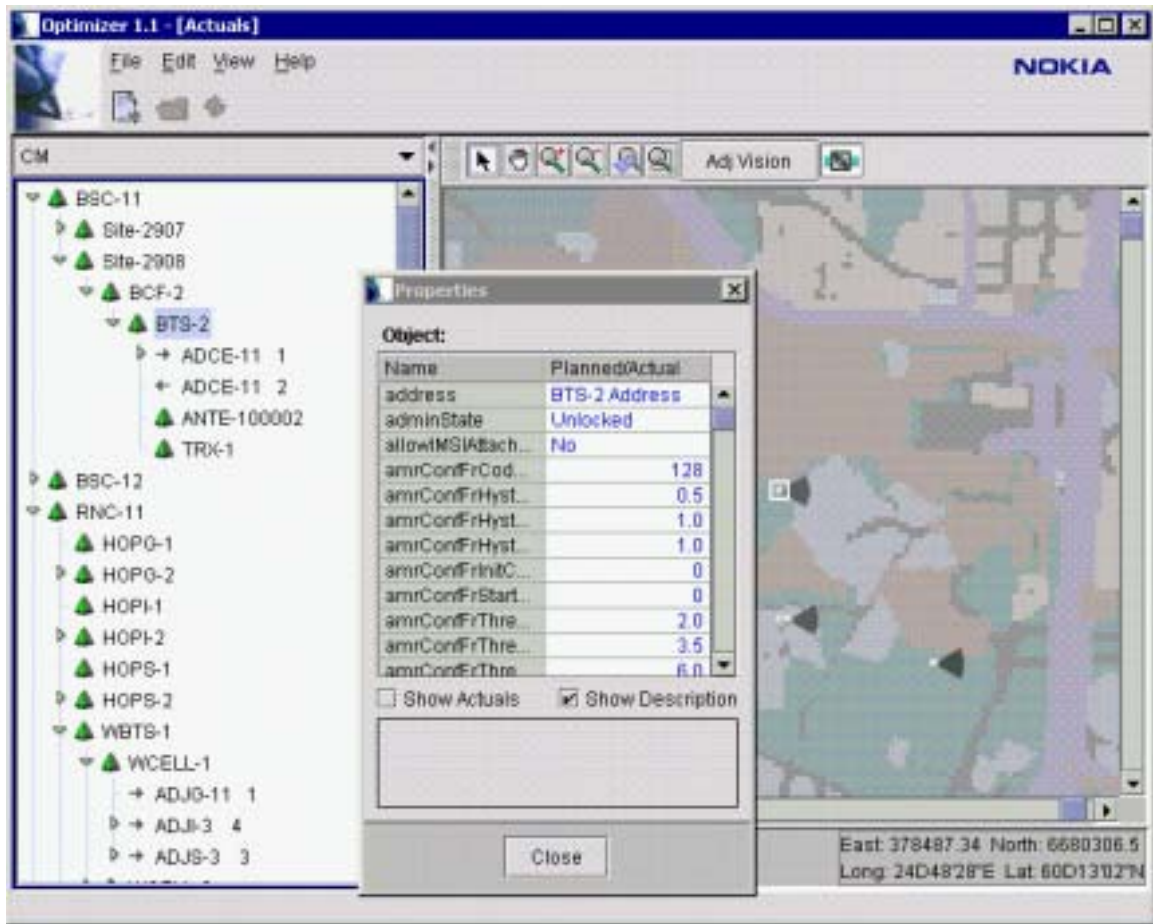 Optimizer 1.1 - [Actuals]
File Edit View Help
NOKIA
CM
BSC-11
Site-2907
Site-2908
BCF-2
BTS-2
ADCE-11 1
ADCE-11 2
ANTE-100002
TRX-1
BSC-12
RNC-11
HOPG-1
HOPG-2
HOPI-1
HOPI-2
HOPS-1
HOPS-2
WBTS-1
WCELL-1
ADJG-11 1
ADJI-3 4
ADJS-3 3
Adj Vision
Properties
Object:
Name Planned/Actual
address BTS-2 Address
adminState Unlocked
allowIMSIAttach... No
amrConfFrCod... 128
amrConfFrHyst... 0.5
amrConfFrHyst... 1.0
amrConfFrHyst... 1.0
amrConfFrInitC... 0
amrConfFrStart... 0
amrConfFrThre... 2.0
amrConfFrThre... 3.5
amrConfFrThre 6.0
Show Actuals Show Description
Close
East: 378487.34 North: 6680306.5
Long: 24D48'28"E Lat: 60D13'02"N